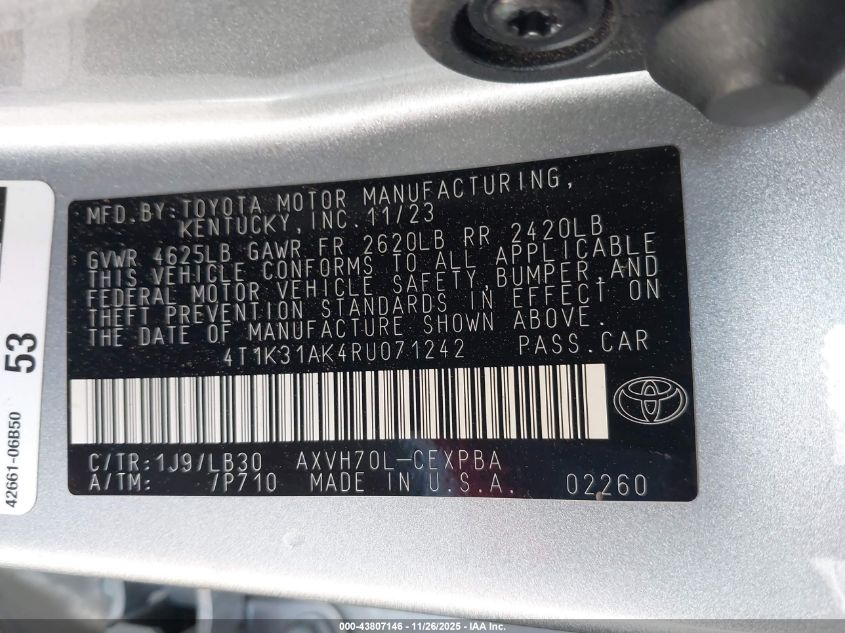 MFD.BY:TOYOTA MOTOR MANUFACTURING,
KENTUCKY,INC.11/23
GVWR 4625LB GAWR FR 2620LB RR 2420LB
THIS VEHICLE CONFORMS TO ALL APPLICABLE
FEDERAL MOTOR VEHICLE SAFETY,BUMPER,AND
THEFT PREVENTION STANDARDS IN EFFECT ON
THE DATE OF MANUFACTURE SHOWN ABOVE.
4T1K31AK4RU071242 PASS.CAR
C/TR:1J9/LB30 AXVH70L-CEXPBA
A/TM: /P710 MADE IN U.S.A. 02260
53
42661-06B50
000-43807146 - 11/26/2025 - IAA Inc.